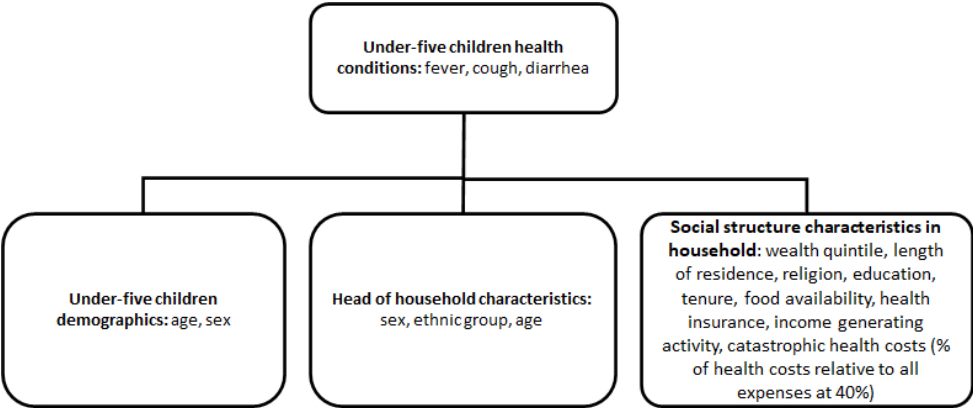 Under-five children health
conditions: fever, cough, diarrhea
Under-five children
demographics: age, sex
Head of household characteristics:
sex, ethnic group, age
Social structure characteristics in
household: wealth quintile, length
of residence, religion, education,
tenure, food availability, health
insurance, income generating
activity, catastrophic health costs (%
of health costs relative to all
expenses at 40%)